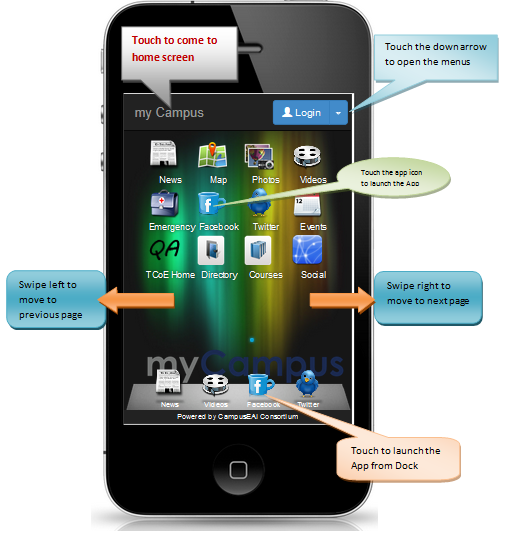 Touch to come to
home screen
Touch the down arrow
to open the menus
my Campus
Login
News Map Photos Videos
Touch the app icon
to launch the App
12
Emergency Facebook Twitter Events
QA
TCoE Home Directory Courses Social
Swipe left to
move to
previous page
Swipe right to
move to next page
myCampus
News Videos Facebook Twitter
Powered by CampusEAI Consortium
Touch to launch the
App from Dock